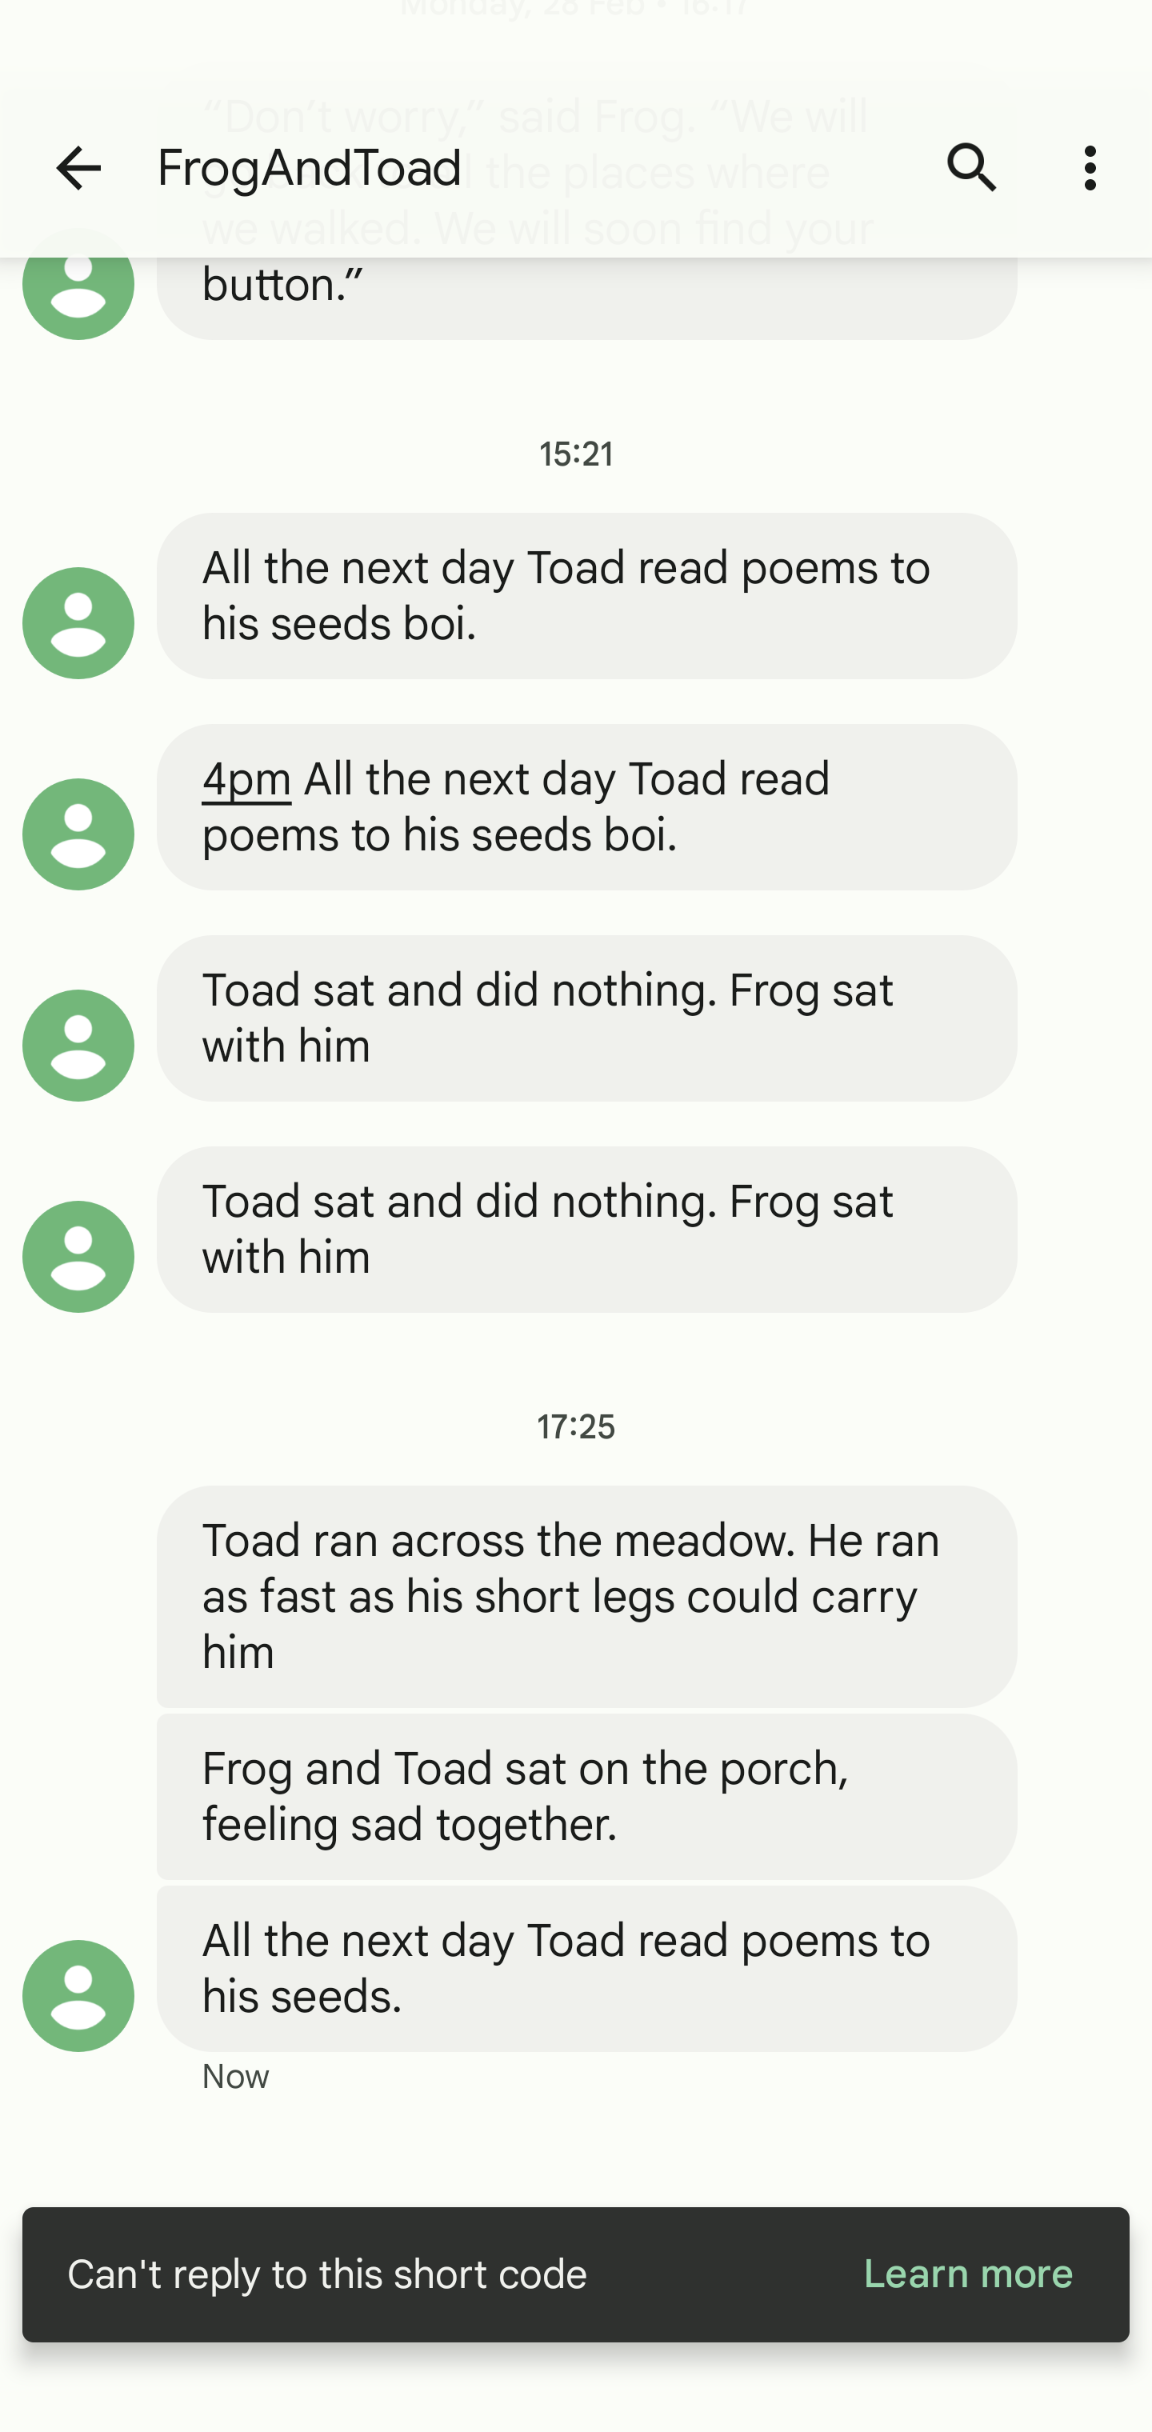 Monday, 28 Feb • 16:17
“Don’t worry,” said Frog. “We will
FrogAndToad
the places where
we walked. We will soon find your
button.”
15:21
All the next day Toad read poems to
his seeds boi.
4pm All the next day Toad read
poems to his seeds boi.
Toad sat and did nothing. Frog sat
with him
Toad sat and did nothing. Frog sat
with him
17:25
Toad ran across the meadow. He ran
as fast as his short legs could carry
him
Frog and Toad sat on the porch,
feeling sad together.
All the next day Toad read poems to
his seeds.
Now
Can't reply to this short code
Learn more